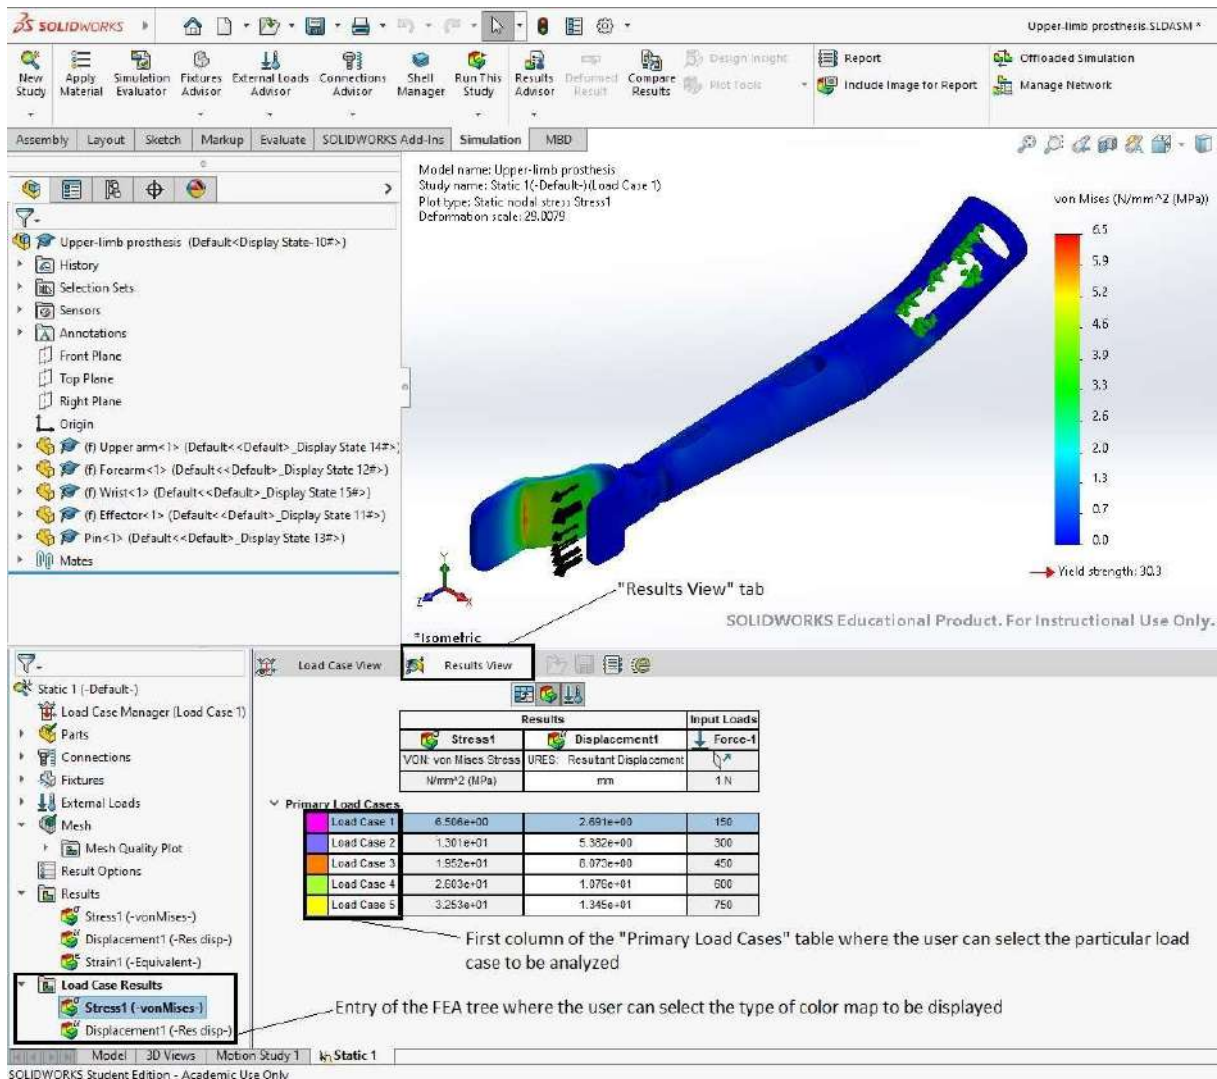 SOLIDWORKS
Upper-limb prosthesis.SLDASM *
New Study
Apply Material
Simulation Evaluator
Fixtures Advisor
External Loads Advisor
Connections Advisor
Shell Manager
Run This Study
Results Advisor
Deformed Result
Compare Results
Design Insight
Plot Tools
Report
Include Image for Report
Offloaded Simulation
Manage Network
Assembly Layout Sketch Markup Evaluate SOLIDWORKS Add-Ins Simulation MBD
Model name: Upper-limb prosthesis
Study name: Static 1(-Default-)(Load Case 1)
Plot type: Static nodal stress Stress1
Deformation scale: 29.0079
Upper-limb prosthesis (Default<Display State-10#>)
History
Selection Sets
Sensors
Annotations
Front Plane
Top Plane
Right Plane
Origin
(f) Upper arm<1> (Default<<Default>_Display State 14#>)
(f) Forearm<1> (Default<<Default>_Display State 12#>)
(f) Wrist<1> (Default<<Default>_Display State 15#>)
(f) Effector<1> (Default<<Default>_Display State 11#>)
Pin<1> (Default<<Default>_Display State 13#>)
Mates
von Mises (N/mm^2 (MPa))
6.5
5.9
5.2
4.6
3.9
3.3
2.6
2.0
1.3
0.7
0.0
Yield strength: 30.3
Y
Z
X
"Results View" tab
SOLIDWORKS Educational Product. For Instructional Use Only.
*Isometric
Load Case View Results View
Static 1 (-Default-)
Load Case Manager (Load Case 1)
Parts
Connections
Fixtures
External Loads
Mesh
Mesh Quality Plot
Result Options
Results
Stress1 (-vonMises-)
Displacement1 (-Res disp-)
Strain1 (-Equivalent-)
Load Case Results
Stress1 (-vonMises-)
Displacement1 (-Res disp-)
Results Input Loads
Stress1 Displacement1 Force-1
VON: von Mises Stress URES: Resultant Displacement
N/mm^2 (MPa) mm 1 N
Primary Load Cases
Load Case 1 6.506e+00 2.691e+00 150
Load Case 2 1.301e+01 5.382e+00 300
Load Case 3 1.952e+01 8.073e+00 450
Load Case 4 2.603e+01 1.076e+01 600
Load Case 5 3.253e+01 1.345e+01 750
First column of the "Primary Load Cases" table where the user can select the particular load
case to be analyzed
Entry of the FEA tree where the user can select the type of color map to be displayed
Model 3D Views Motion Study 1 Static 1
SOLIDWORKS Student Edition - Academic Use Only